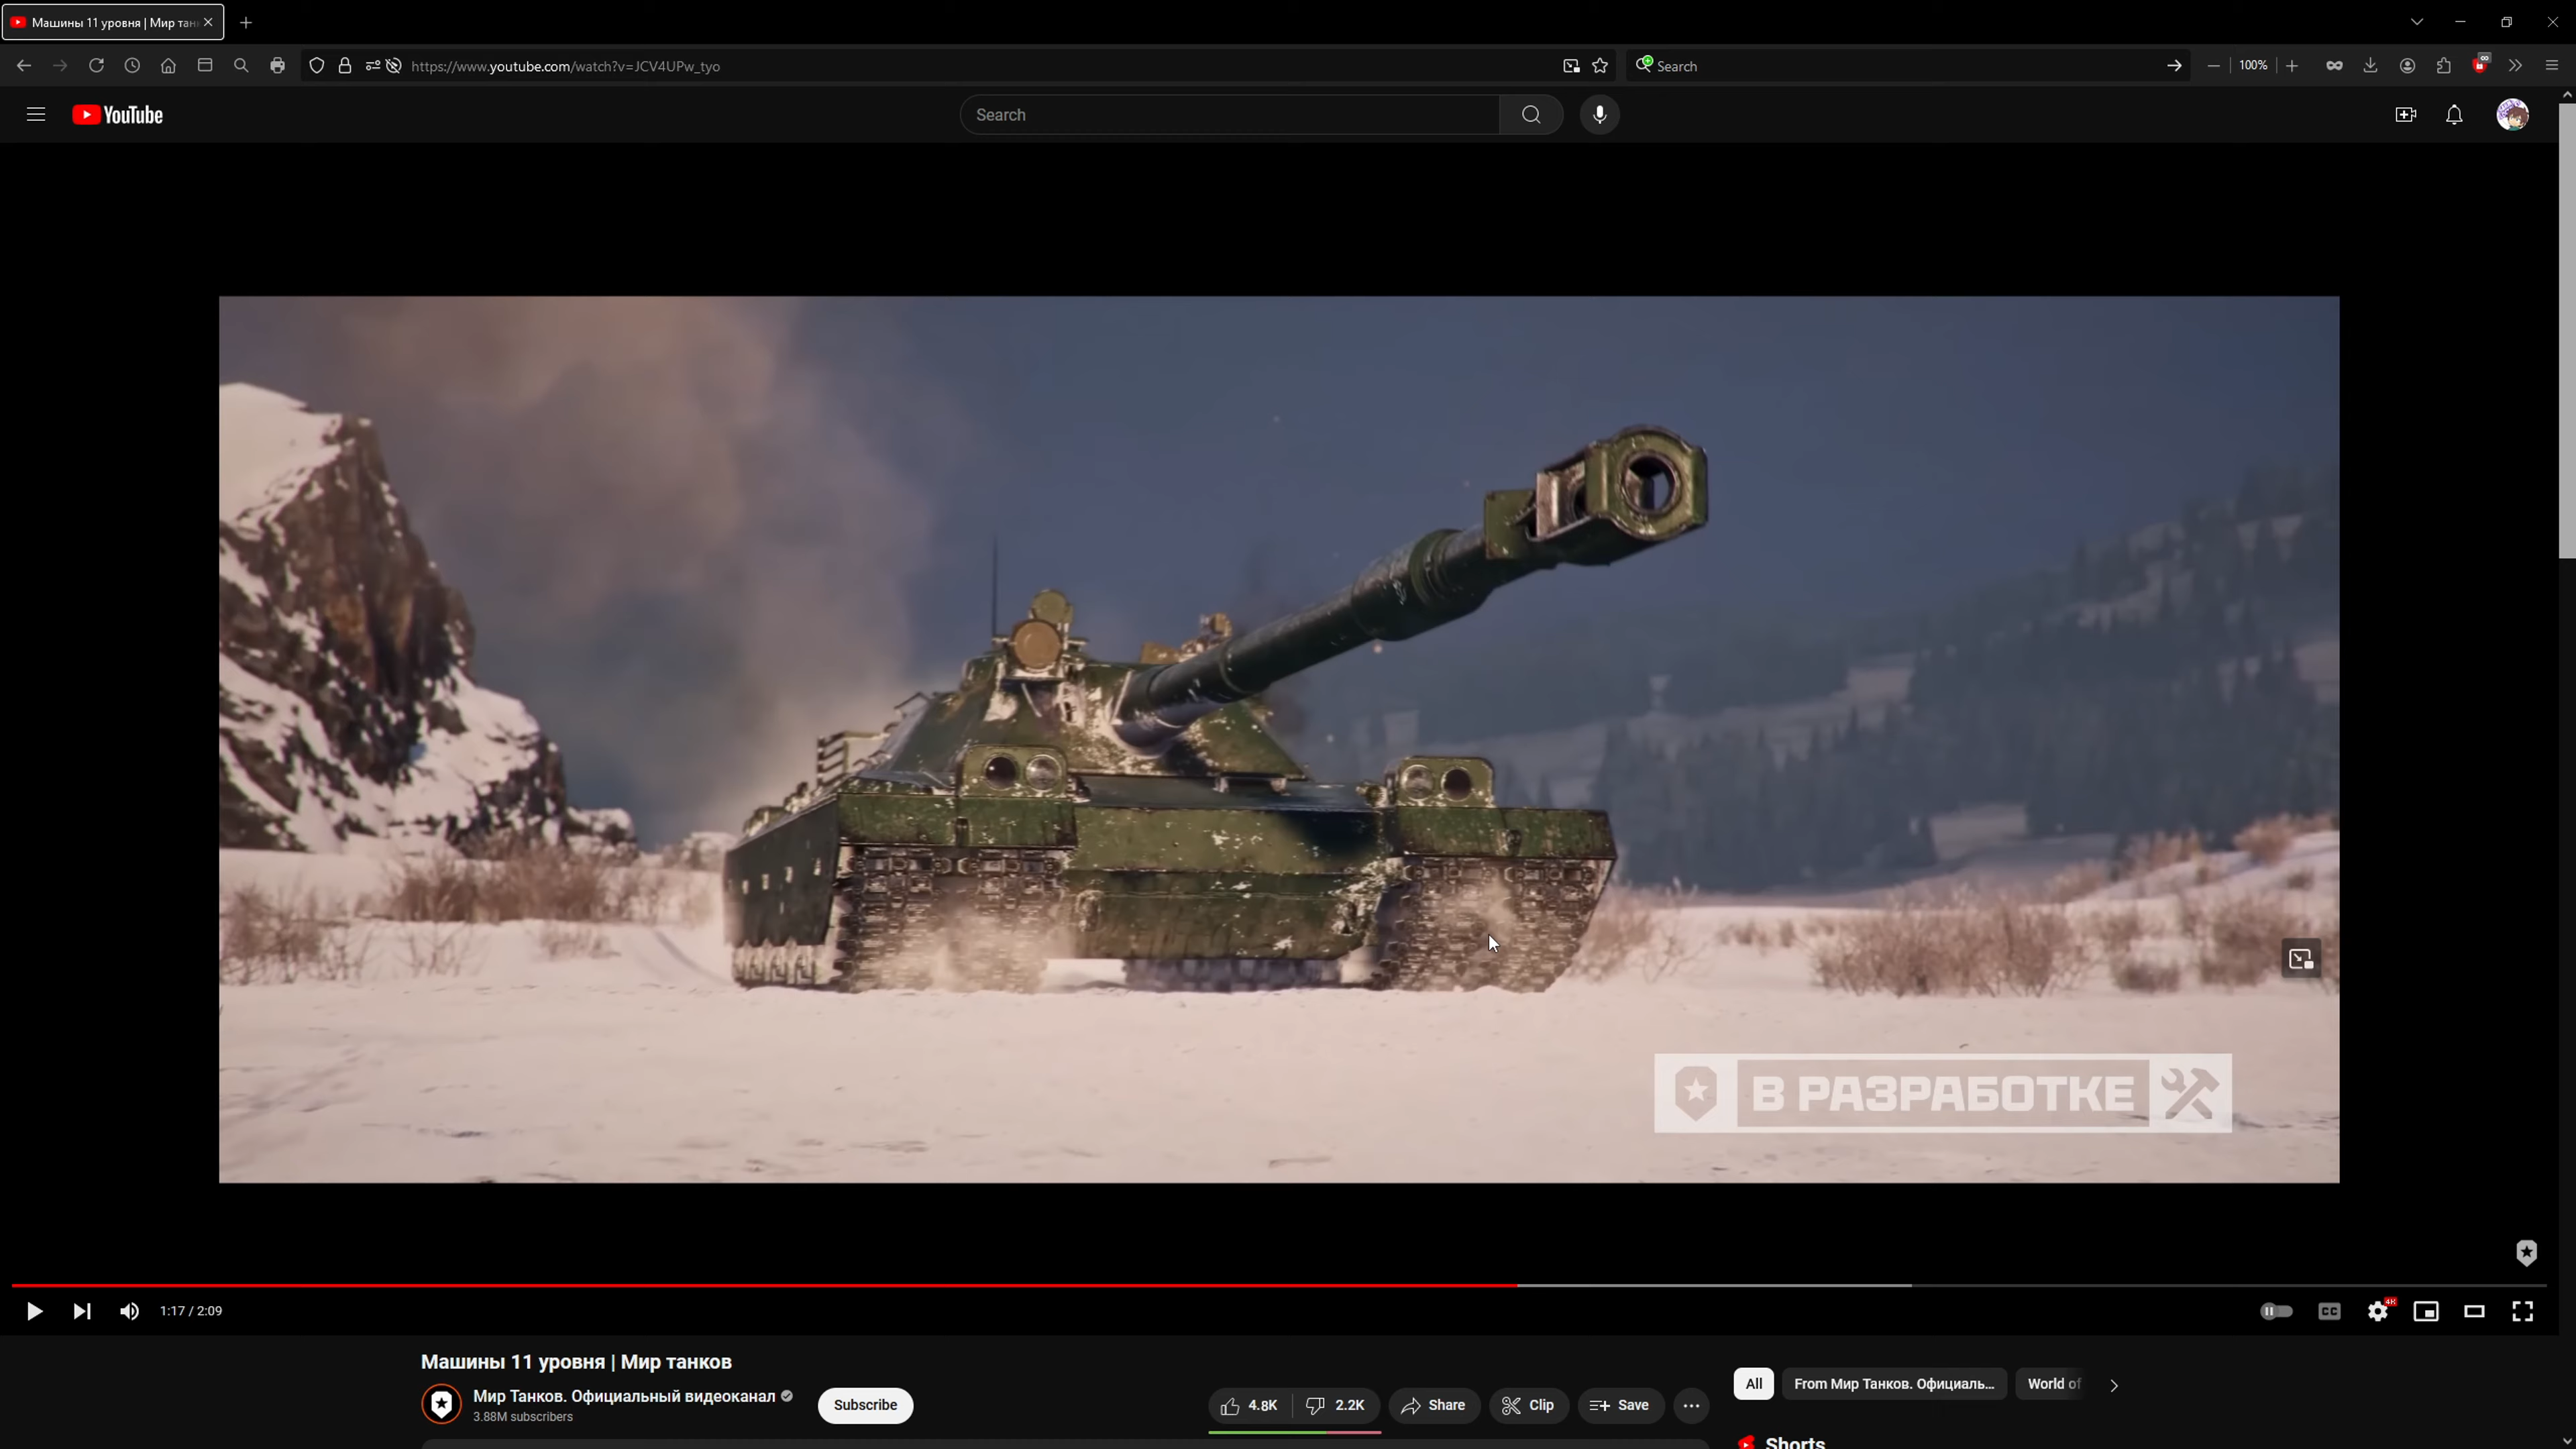 Машины 11 уровня | Мир тан
https://www.youtube.com/watch?v=JCV4UPw_tyo
Search
100%
YouTube
Search
В РАЗРАБОТКЕ
1:17 / 2:09
CC
4K
Машины 11 уровня | Мир танков
Мир Танков. Официальный видеоканал
3.88M subscribers
Subscribe
4.8K
2.2K
Share
Clip
Save
All
From Мир Танков. Официаль...
World of
Shorts